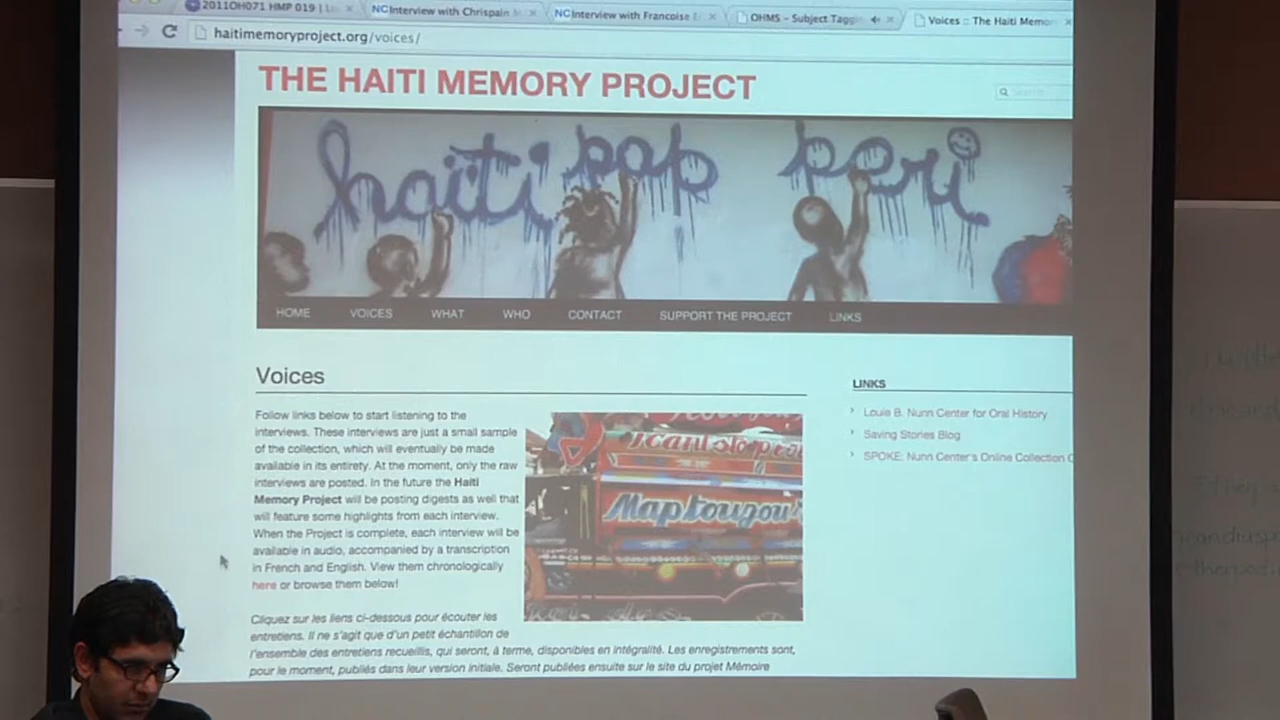 2011OH071 HMP 019
NC Interview with Chrispain
NC Interview with Francoise
OHMS - Subject Taggi
Voices :: The Haiti Memor
haitimemoryproject.org/voices/
THE HAITI MEMORY PROJECT
haiti pap peri
HOME VOICES WHAT WHO CONTACT SUPPORT THE PROJECT LINKS
Voices
Follow links below to start listening to the
interviews. These interviews are just a small sample
of the collection, which will eventually be made
available in its entirety. At the moment, only the raw
interviews are posted. In the future the Haiti
Memory Project will be posting digests as well that
will feature some highlights from each interview.
When the Project is complete, each interview will be
available in audio, accompanied by a transcription
in French and English. View them chronologically
here or browse them below!
Map tougou
Cliquez sur les liens ci-dessous pour écouter les
entretiens. Il ne s'agit que d'un petit échantillon de
l'ensemble des entretiens recueillis, qui seront, à terme, disponibles en intégralité. Les enregistrements sont,
pour le moment, publiés dans leur version initiale. Seront publiées ensuite sur le site du projet Mémoire
LINKS
Louie B. Nunn Center for Oral History
Saving Stories Blog
SPOKE: Nunn Center's Online Collection